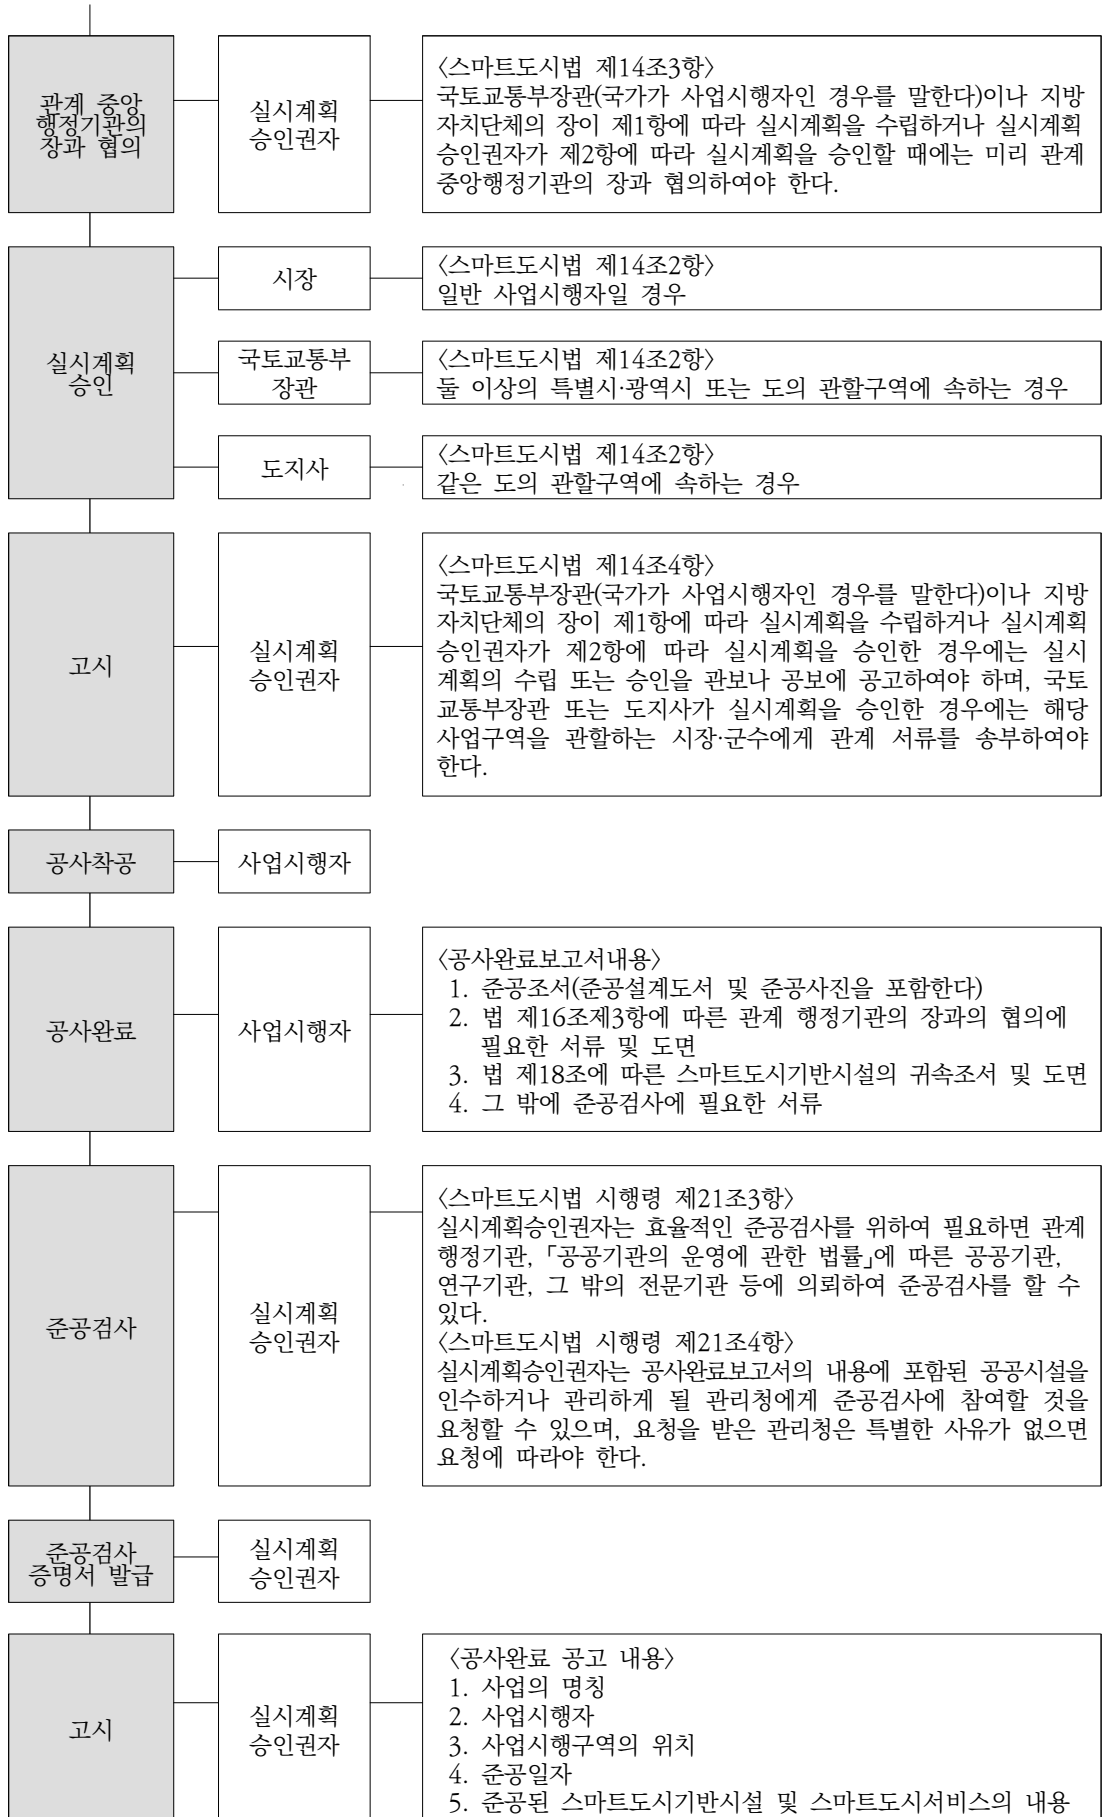 관계 중앙
행정기관의
장과 협의
실시계획
승인권자
〈스마트도시법 제14조3항〉
국토교통부장관(국가가 사업시행자인 경우를 말한다)이나 지방
자치단체의 장이 제1항에 따라 실시계획을 수립하거나 실시계획
승인권자가 제2항에 따라 실시계획을 승인할 때에는 미리 관계
중앙행정기관의 장과 협의하여야 한다.
실시계획
승인
시장
〈스마트도시법 제14조2항〉
일반 사업시행자일 경우
국토교통부
장관
〈스마트도시법 제14조2항〉
둘 이상의 특별시·광역시 또는 도의 관할구역에 속하는 경우
도지사
〈스마트도시법 제14조2항〉
같은 도의 관할구역에 속하는 경우
고시
실시계획
승인권자
〈스마트도시법 제14조4항〉
국토교통부장관(국가가 사업시행자인 경우를 말한다)이나 지방
자치단체의 장이 제1항에 따라 실시계획을 수립하거나 실시계획
승인권자가 제2항에 따라 실시계획을 승인한 경우에는 실시
계획의 수립 또는 승인을 관보나 공보에 공고하여야 하며, 국토
교통부장관 또는 도지사가 실시계획을 승인한 경우에는 해당
사업구역을 관할하는 시장·군수에게 관계 서류를 송부하여야
한다.
공사착공
사업시행자
공사완료
사업시행자
〈공사완료보고서내용〉
1. 준공조서(준공설계도서 및 준공사진을 포함한다)
2. 법 제16조제3항에 따른 관계 행정기관의 장과의 협의에
필요한 서류 및 도면
3. 법 제18조에 따른 스마트도시기반시설의 귀속조서 및 도면
4. 그 밖에 준공검사에 필요한 서류
준공검사
실시계획
승인권자
〈스마트도시법 시행령 제21조3항〉
실시계획승인권자는 효율적인 준공검사를 위하여 필요하면 관계
행정기관, 「공공기관의 운영에 관한 법률」에 따른 공공기관,
연구기관, 그 밖의 전문기관 등에 의뢰하여 준공검사를 할 수
있다.
〈스마트도시법 시행령 제21조4항〉
실시계획승인권자는 공사완료보고서의 내용에 포함된 공공시설을
인수하거나 관리하게 될 관리청에게 준공검사에 참여할 것을
요청할 수 있으며, 요청을 받은 관리청은 특별한 사유가 없으면
요청에 따라야 한다.
준공검사
증명서 발급
실시계획
승인권자
고시
실시계획
승인권자
〈공사완료 공고 내용〉
1. 사업의 명칭
2. 사업시행자
3. 사업시행구역의 위치
4. 준공일자
5. 준공된 스마트도시기반시설 및 스마트도시서비스의 내용